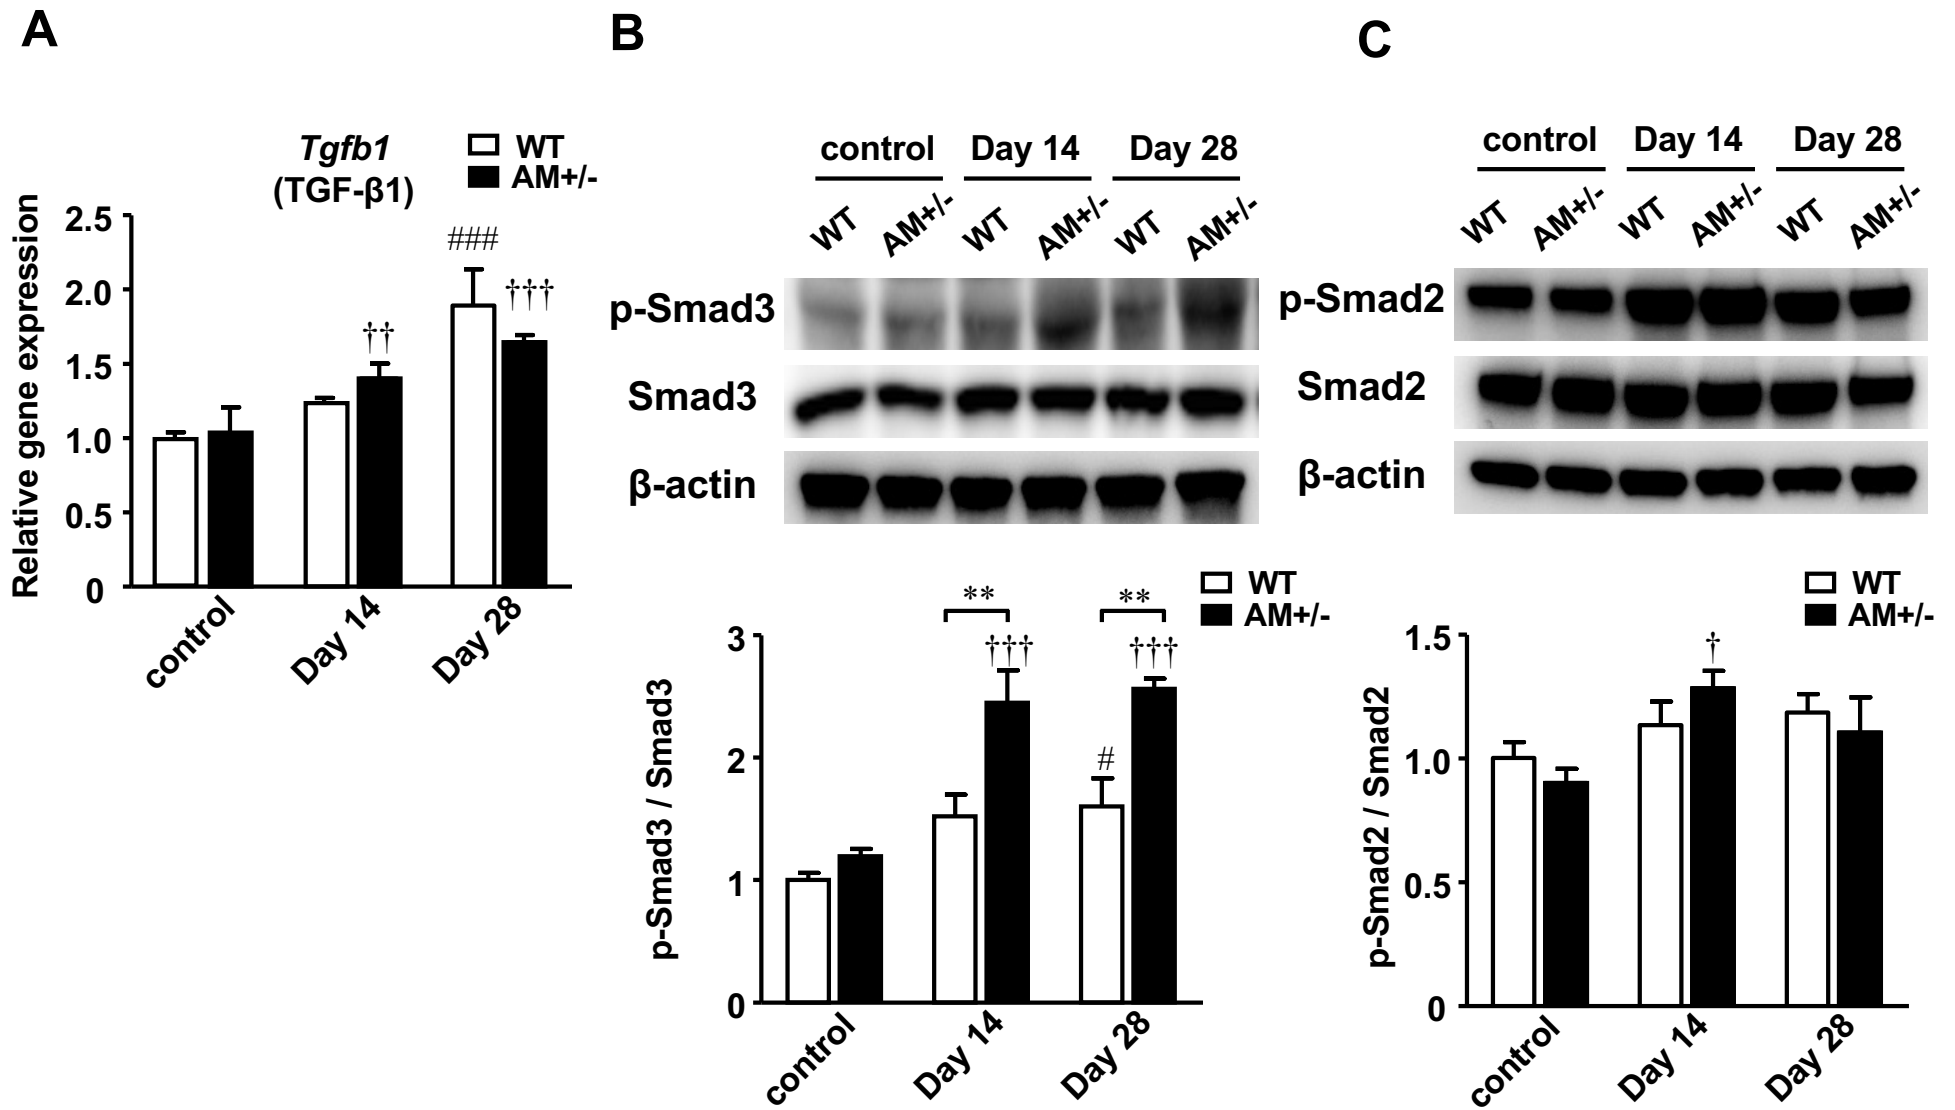 A
Tgfb1
(TGF-β1)
WT
AM+/-
Relative gene expression
2.5
2.0
1.5
1.0
0.5
0
###
††
†††
control
Day 14
Day 28
B
control Day 14 Day 28
WT AM+/- WT AM+/- WT AM+/-
p-Smad3
Smad3
β-actin
WT
AM+/-
p-Smad3 / Smad3
3
2
1
0
** **
††† †††
#
control
Day 14
Day 28
C
control Day 14 Day 28
WT AM+/- WT AM+/- WT AM+/-
p-Smad2
Smad2
β-actin
WT
AM+/-
p-Smad2 / Smad2
1.5
1.0
0.5
0
†
control
Day 14
Day 28